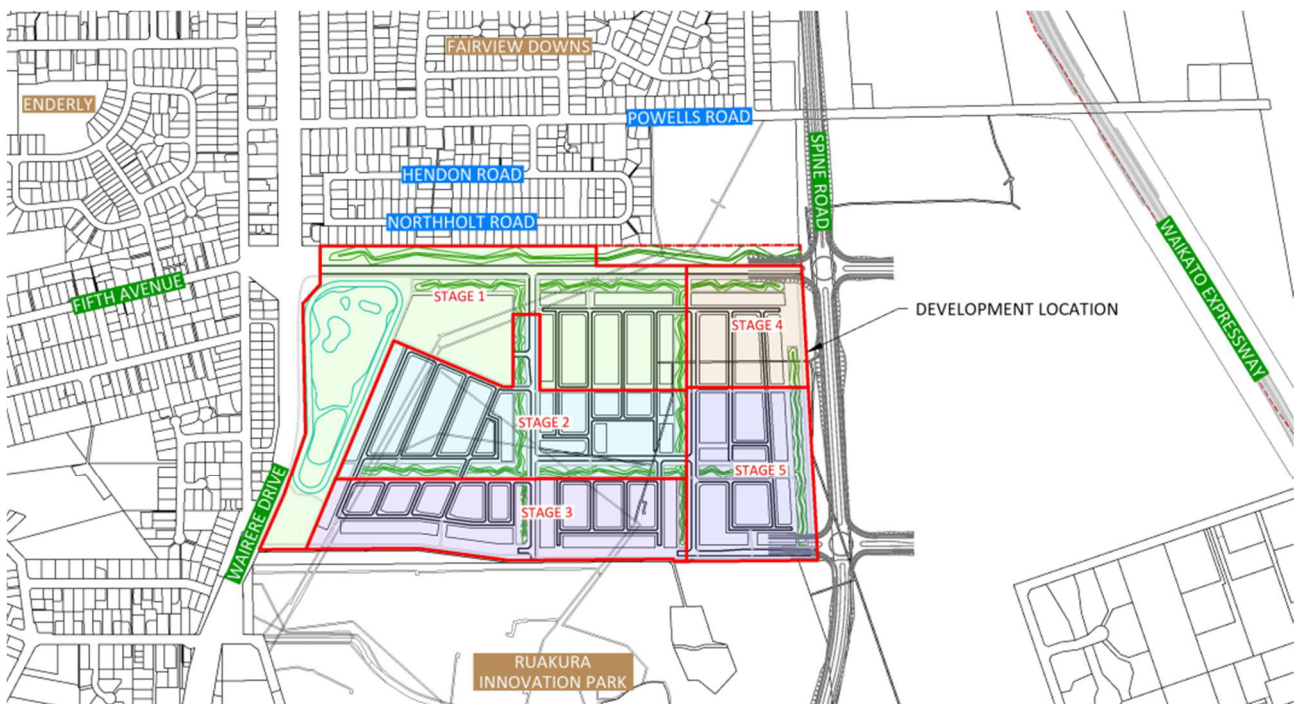 FAIRVIEW DOWNS
ENDERLY
POWELLS ROAD
SPINE ROAD
HENDON ROAD
NORTHHOLT ROAD
WAIKATO EXPRESSWAY
FIFTH AVENUE
STAGE 1
DEVELOPMENT LOCATION
STAGE 4
STAGE 2
STAGE 5
STAGE 3
WAIRERE DRIVE
RUAKURA
INNOVATION PARK